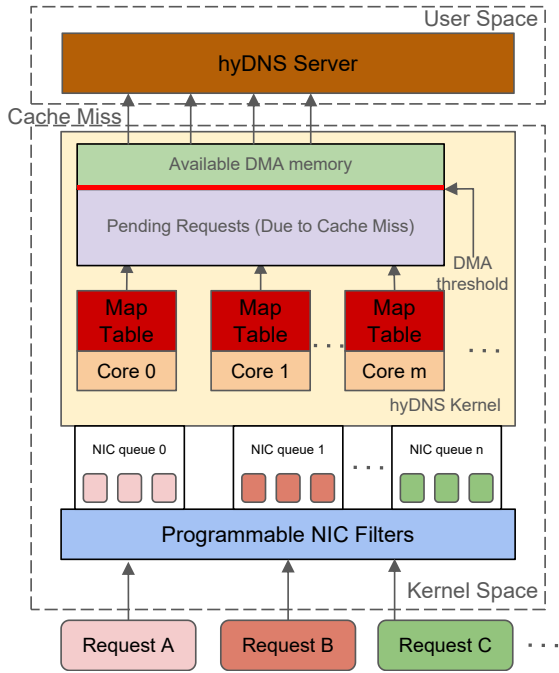 User Space
hyDNS Server
Cache Miss
Available DMA memory
Pending Requests (Due to Cache Miss)
DMA
threshold
Map
Table
Map
Table
Map
Table
. . .
Core 0
Core 1
Core m
. . .
hyDNS Kernel
NIC queue 0
NIC queue 1
. . .
NIC queue n
Programmable NIC Filters
Kernel Space
Request A
Request B
Request C
. . .